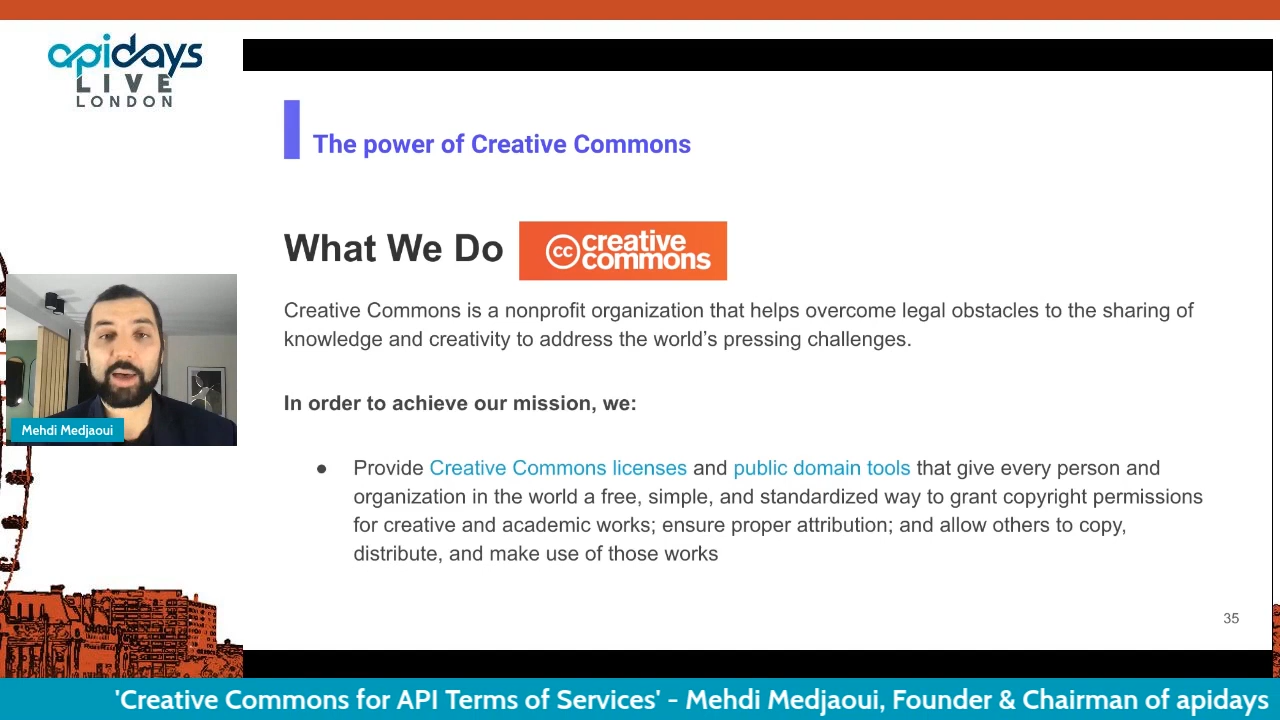 apidays
LIVE
LONDON
The power of Creative Commons
What We Do
cc creative
commons
Creative Commons is a nonprofit organization that helps overcome legal obstacles to the sharing of
knowledge and creativity to address the world’s pressing challenges.
In order to achieve our mission, we:
● Provide Creative Commons licenses and public domain tools that give every person and
organization in the world a free, simple, and standardized way to grant copyright permissions
for creative and academic works; ensure proper attribution; and allow others to copy,
distribute, and make use of those works
35
Mehdi Medjaoui
'Creative Commons for API Terms of Services' - Mehdi Medjaoui, Founder & Chairman of apidays